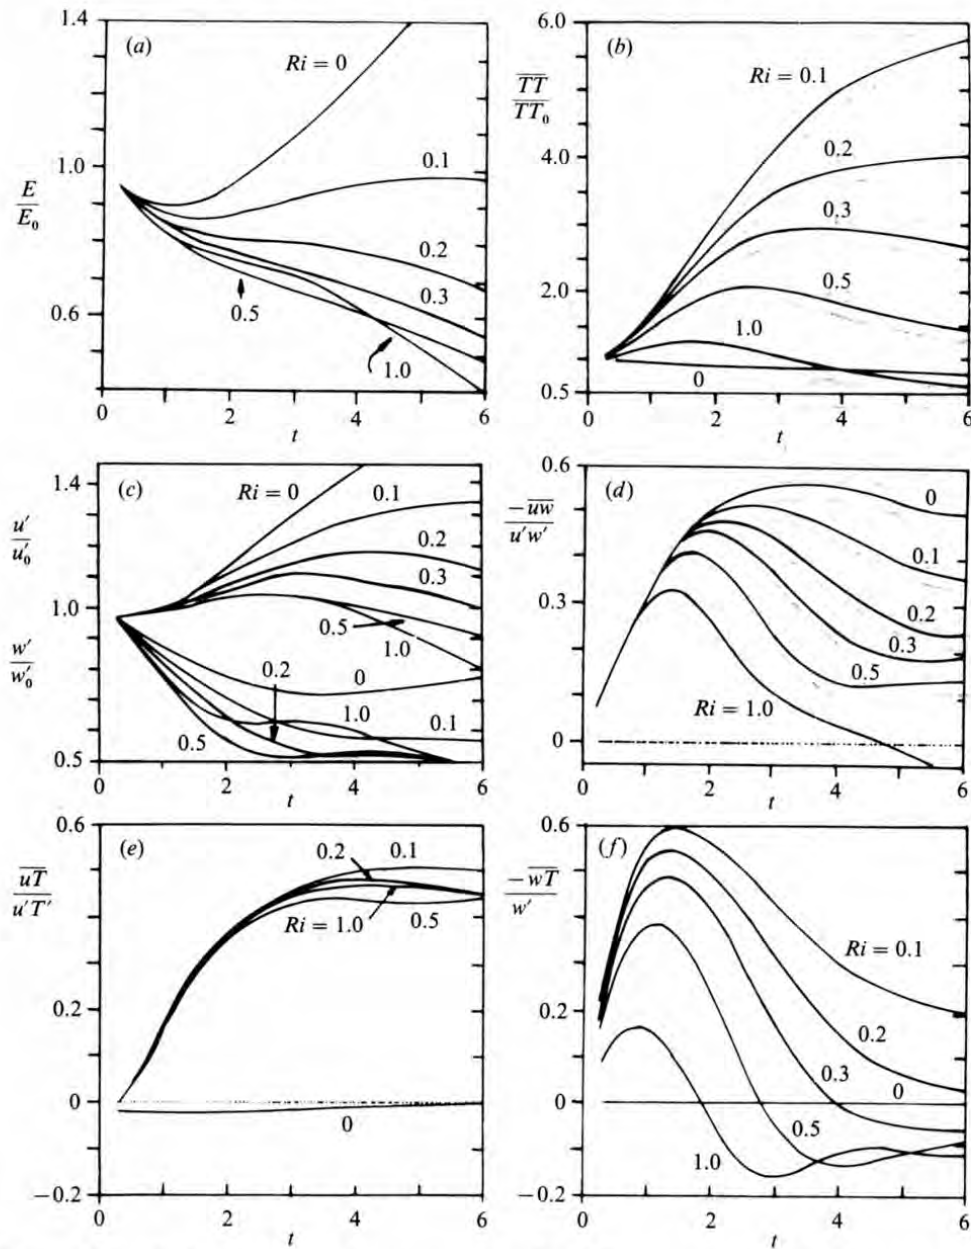 (a)
1.4
1.0
0.6
E
E₀
Ri = 0
0.1
0.2
0.3
0.5
1.0
0 2 4 6
t
(b)
6.0
4.0
2.0
0.5
TT
TT₀
Ri = 0.1
0.2
0.3
0.5
1.0
0
0 2 4 6
t
(c)
1.4
1.0
0.5
u′
u′₀
w′
w′₀
Ri = 0
0.1
0.2
0.3
0.5
1.0
0.2
0
1.0
0.1
0.5
0 2 4 6
t
(d)
0.6
0.3
0
−uw
u′w′
0
0.1
0.2
0.3
0.5
Ri = 1.0
0 1 2 3 4 5 6
t
(e)
0.6
0.2
0
−0.2
uT
u′T′
0.2
0.1
Ri = 1.0
0.5
0
0 2 4 6
t
(f)
0.6
0.2
0
−0.2
−wT
w′
Ri = 0.1
0.2
0.3
0
0.5
1.0
0 2 4 6
t